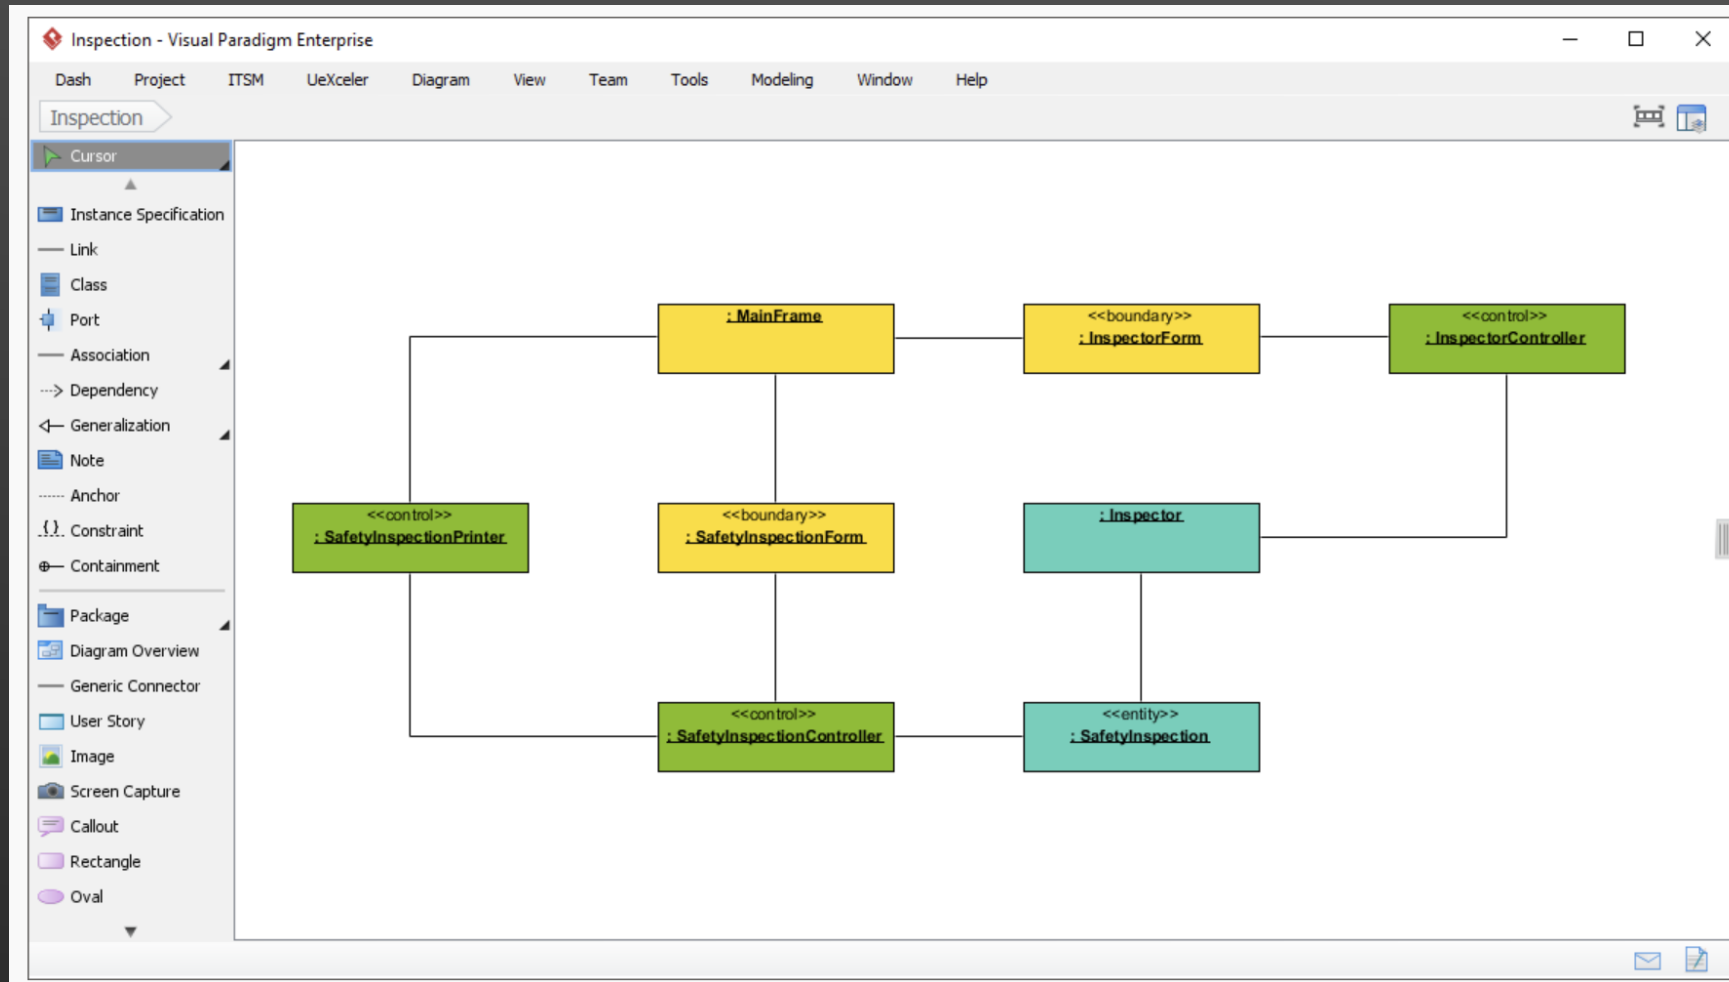 Inspection - Visual Paradigm Enterprise
Dash Project ITSM UeXceler Diagram View Team Tools Modeling Window Help
Inspection
Cursor
Instance Specification
Link
Class
Port
Association
Dependency
Generalization
Note
Anchor
Constraint
Containment
Package
Diagram Overview
Generic Connector
User Story
Image
Screen Capture
Callout
Rectangle
Oval
: MainFrame
<<boundary>>
: InspectorForm
<<control>>
: InspectorController
<<control>>
: SafetyInspectionPrinter
<<boundary>>
: SafetyInspectionForm
: Inspector
<<control>>
: SafetyInspectionController
<<entity>>
: SafetyInspection